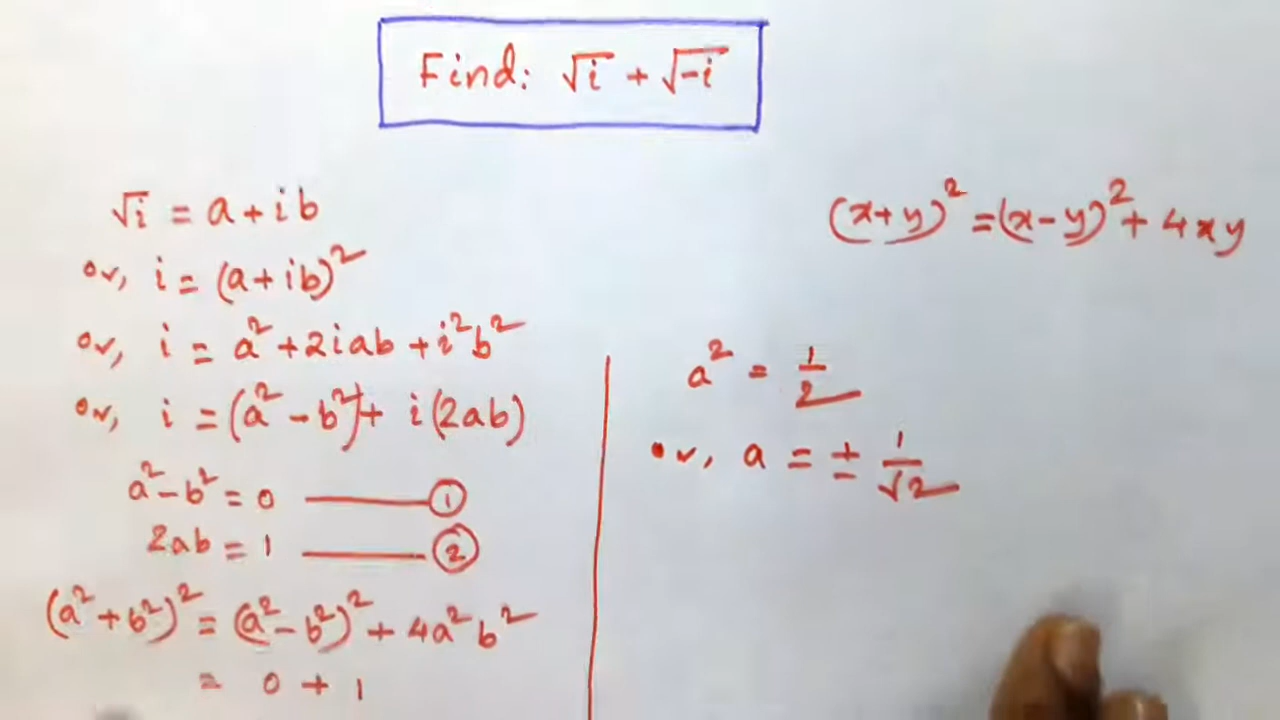 Find: √i + √-i
√i = a + ib
or, i = (a + ib)²
or, i = a² + 2iab + i²b²
or, i = (a² - b²) + i(2ab)
a² - b² = 0 ——— ①
2ab = 1 ——— ②
(a² + b²)² = (a² - b²)² + 4a²b²
= 0 + 1
(x+y)² = (x-y)² + 4xy
a² = 1/2
or, a = ± 1/√2